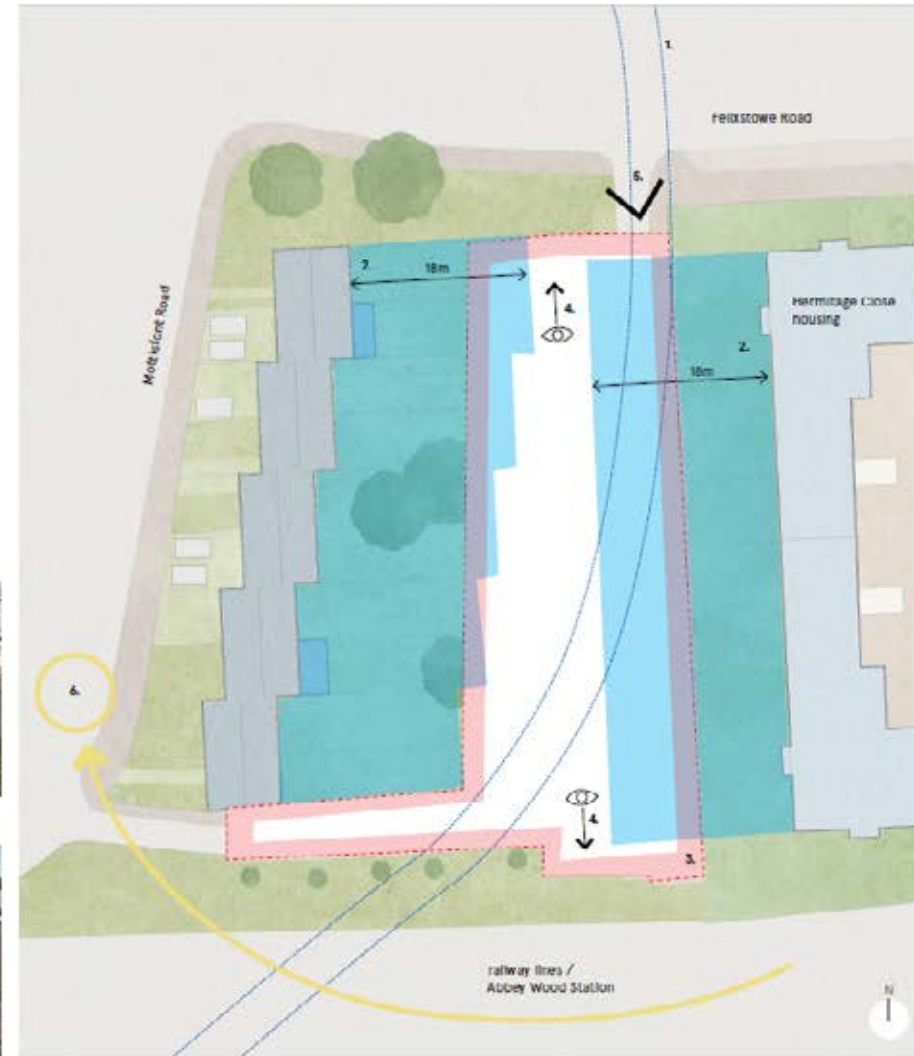 1.
Felixstowe Road
5.
2.
18m
4.
Hermitage Close
housing
2.
18m
Mottisfont Road
6.
4.
3.
railway lines /
Abbey Wood Station
N